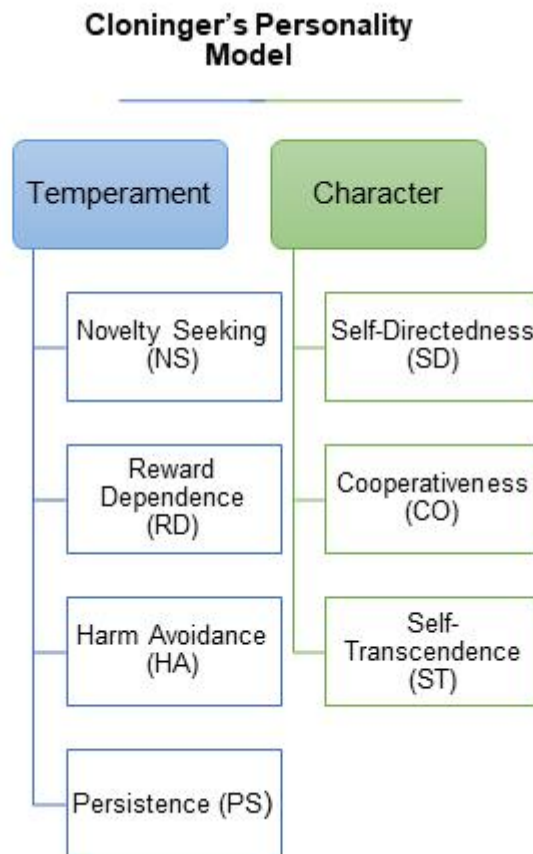 Cloninger’s Personality
Model
Temperament
Character
Novelty Seeking
(NS)
Reward
Dependence
(RD)
Harm Avoidance
(HA)
Persistence (PS)
Self-Directedness
(SD)
Cooperativeness
(CO)
Self-
Transcendence
(ST)